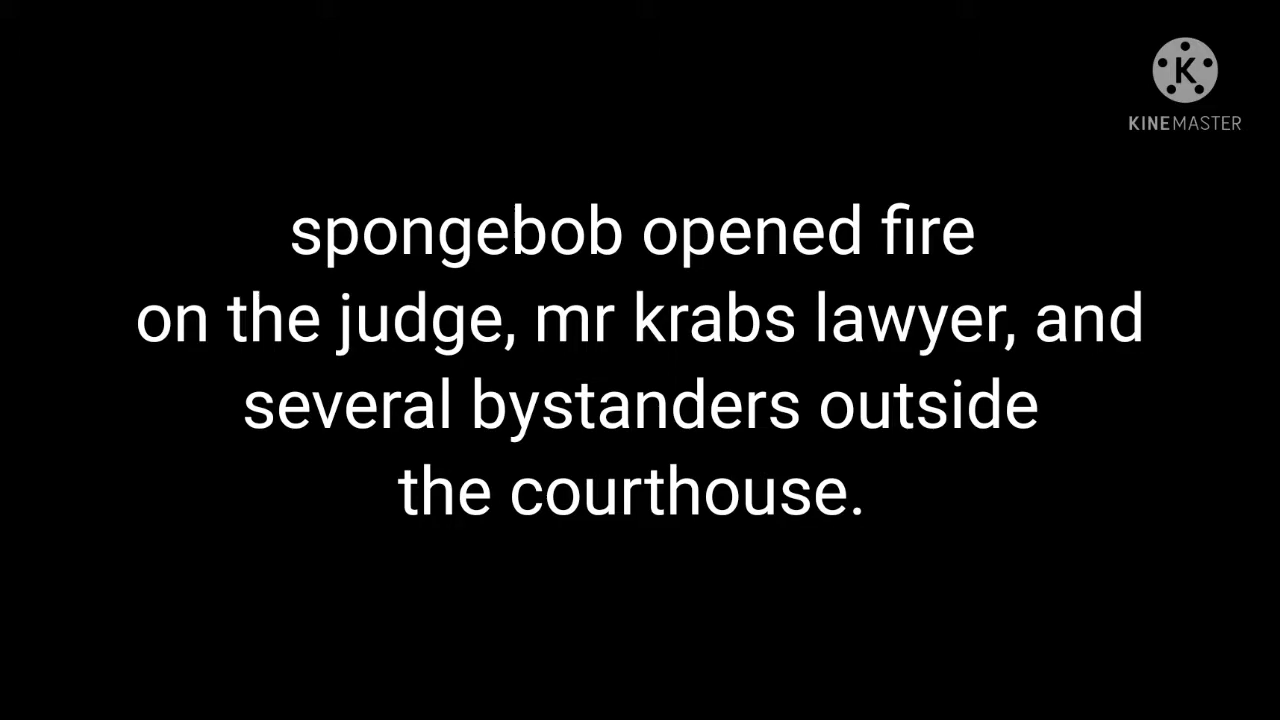 K
KINEMASTER
spongebob opened fire
on the judge, mr krabs lawyer, and
several bystanders outside
the courthouse.